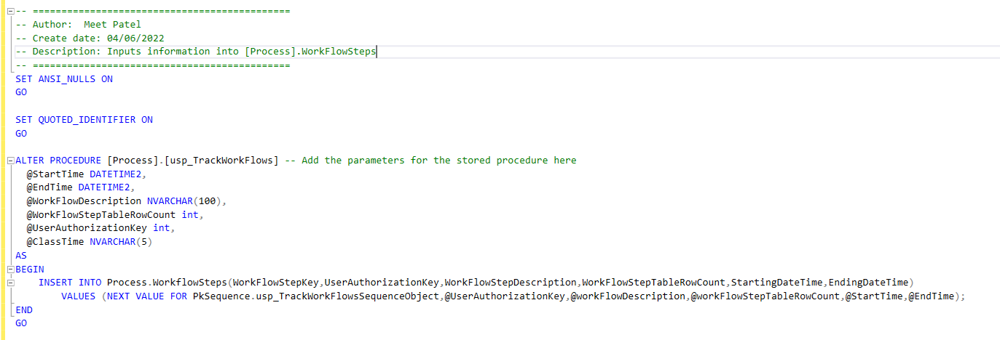 -- =============================================
-- Author:  Meet Patel
-- Create date: 04/06/2022
-- Description: Inputs information into [Process].WorkFlowSteps
-- =============================================
SET ANSI_NULLS ON
GO

SET QUOTED_IDENTIFIER ON
GO

ALTER PROCEDURE [Process].[usp_TrackWorkFlows] -- Add the parameters for the stored procedure here
  @StartTime DATETIME2,
  @EndTime DATETIME2,
  @WorkFlowDescription NVARCHAR(100),
  @WorkFlowStepTableRowCount int,
  @UserAuthorizationKey int,
  @ClassTime NVARCHAR(5)
AS
BEGIN
    INSERT INTO Process.WorkflowSteps(WorkFlowStepKey,UserAuthorizationKey,WorkFlowStepDescription,WorkFlowStepTableRowCount,StartingDateTime,EndingDateTime)
        VALUES (NEXT VALUE FOR PkSequence.usp_TrackWorkFlowsSequenceObject,@UserAuthorizationKey,@workFlowDescription,@workFlowStepTableRowCount,@StartTime,@EndTime);
END
GO